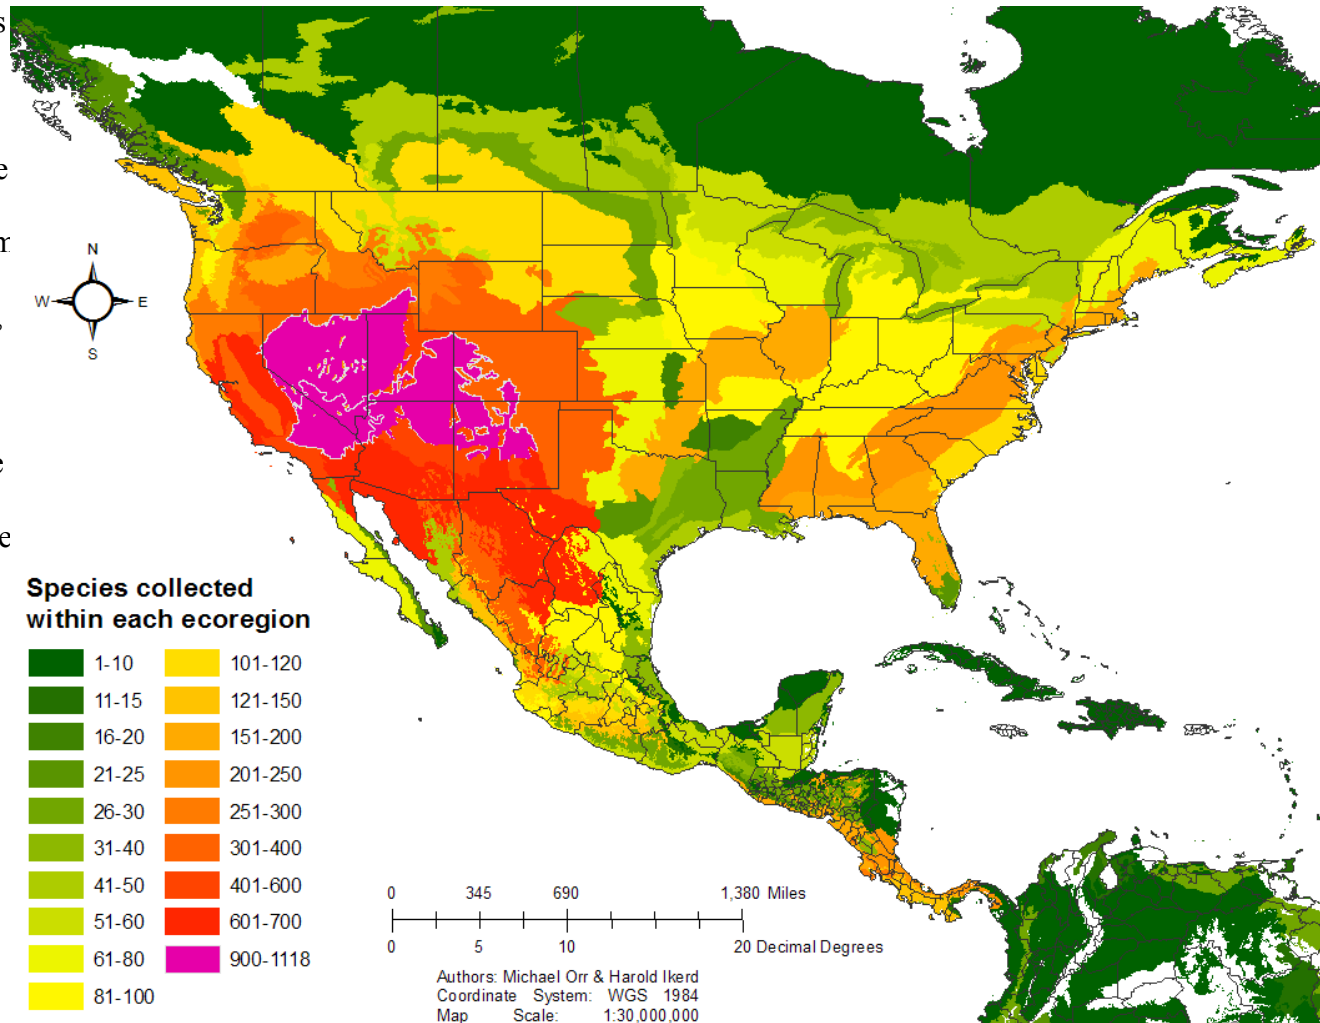 s
e
m
N
W E
S
e
e
Species collected
within each ecoregion
1-10 101-120
11-15 121-150
16-20 151-200
21-25 201-250
26-30 251-300
31-40 301-400
41-50 401-600
51-60 601-700
61-80 900-1118
81-100
0 345 690 1,380 Miles
0 5 10 20 Decimal Degrees
Authors: Michael Orr & Harold Ikerd
Coordinate System: WGS 1984
Map Scale: 1:30,000,000